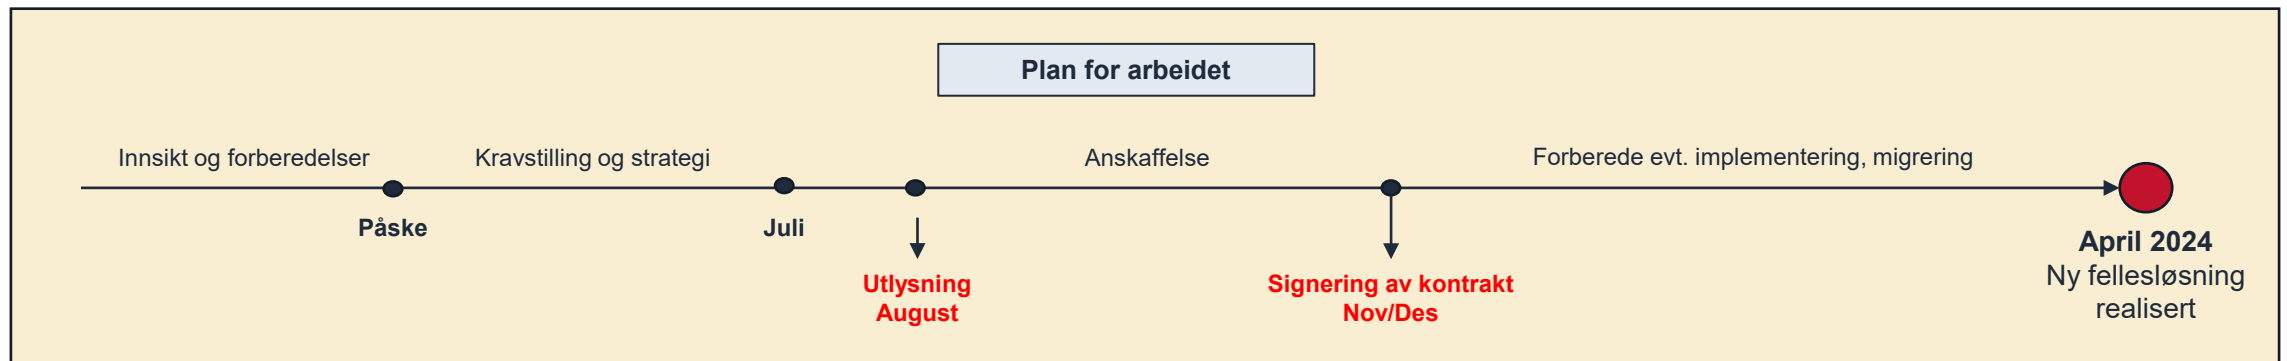 Plan for arbeidet
Innsikt og forberedelser
Kravstilling og strategi
Anskaffelse
Forberede evt. implementering, migrering
Påske
Juli
Utlysning
August
Signering av kontrakt
Nov/Des
April 2024
Ny fellesløsning
realisert